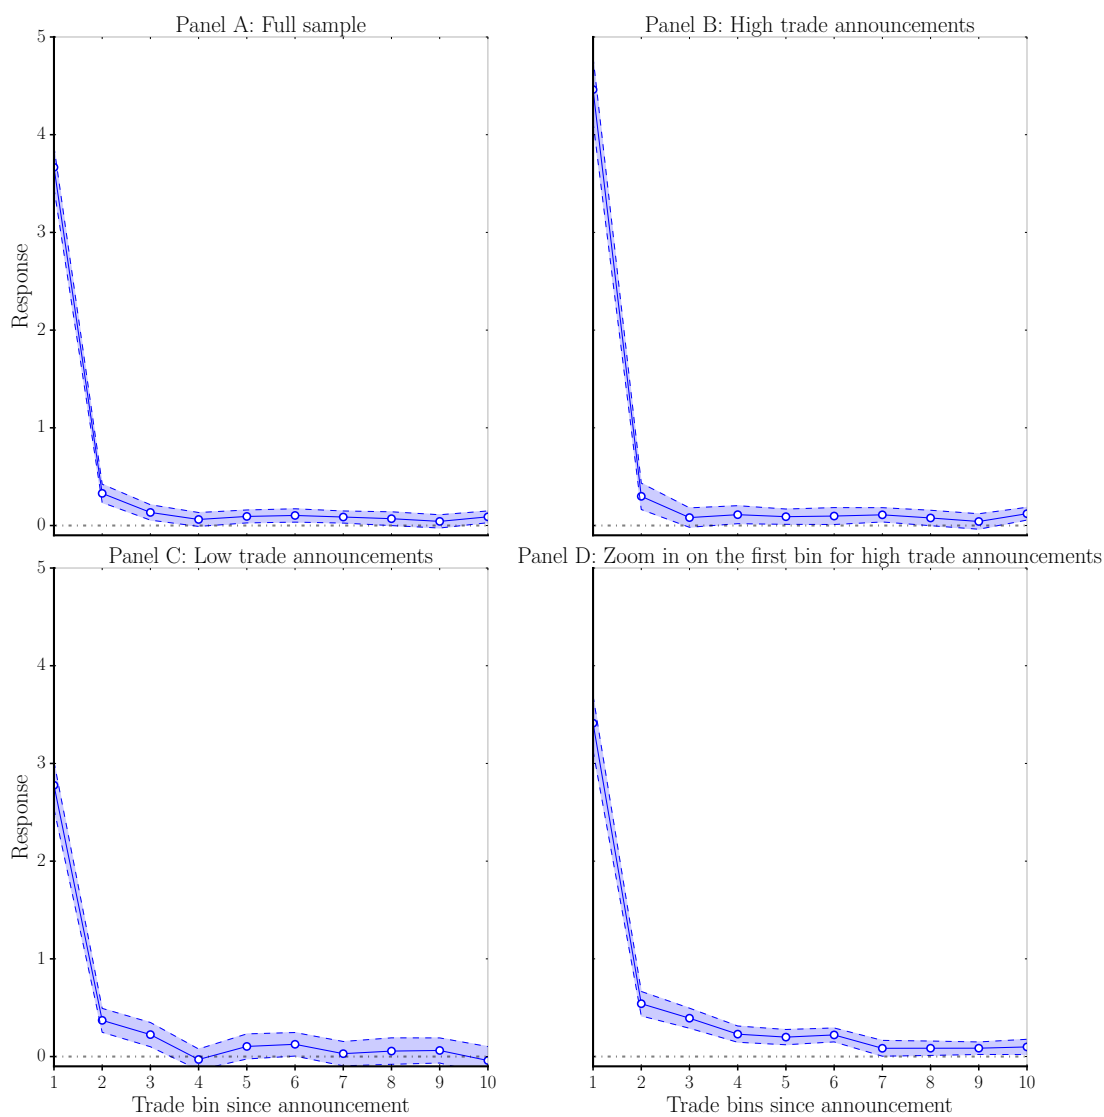 Panel A: Full sample
Panel B: High trade announcements
5
4
3
2
1
0
Response
Panel C: Low trade announcements
Panel D: Zoom in on the first bin for high trade announcements
5
4
3
2
1
0
Response
1 2 3 4 5 6 7 8 9 10
1 2 3 4 5 6 7 8 9 10
Trade bin since announcement
Trade bins since announcement